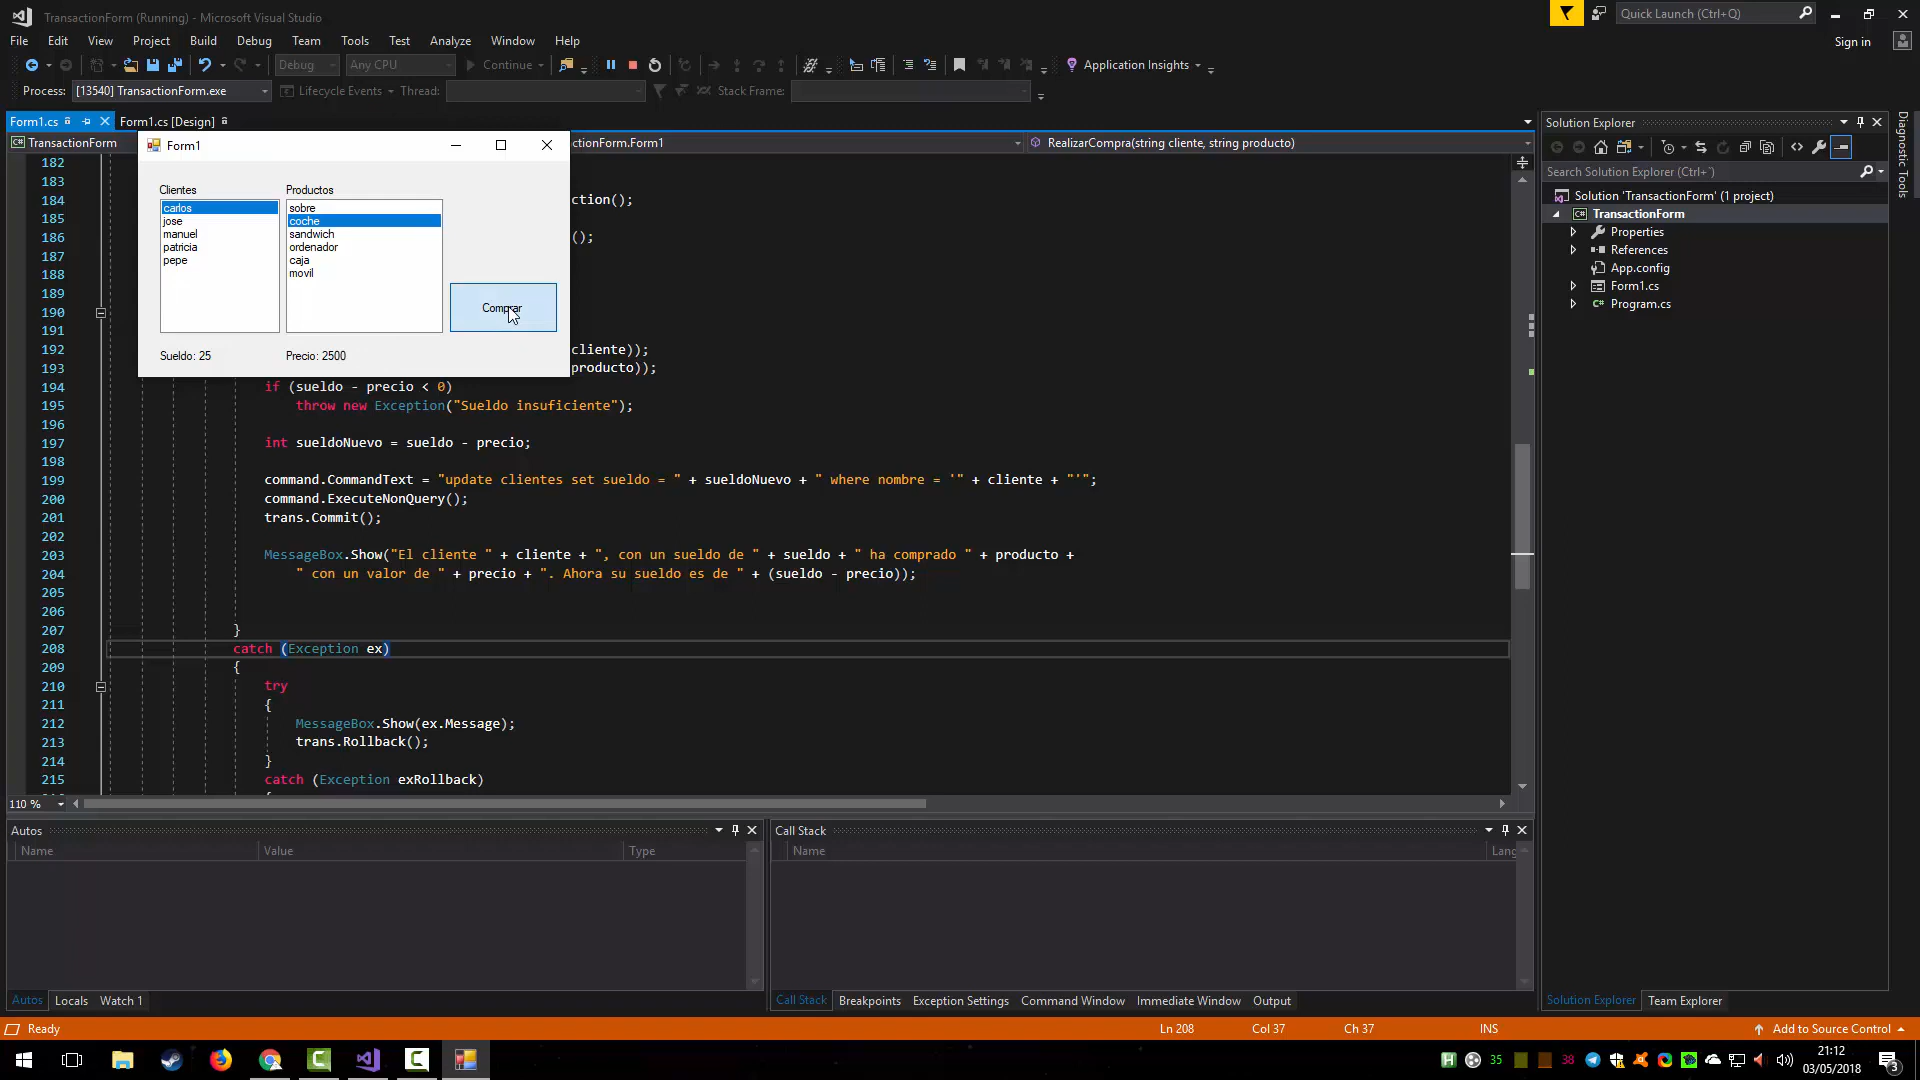 TransactionForm (Running) - Microsoft Visual Studio
Quick Launch (Ctrl+Q)
File Edit View Project Build Debug Team Tools Test Analyze Window Help
Sign in
Debug Any CPU Continue Application Insights
Process: [13540] TransactionForm.exe Lifecycle Events Thread: Stack Frame:
Form1.cs Form1.cs [Design]
TransactionForm
ctionForm.Form1
RealizarCompra(string cliente, string producto)
Form1
Clientes Productos
carlos
jose
manuel
patricia
pepe
sobre
coche
sandwich
ordenador
caja
movil
Comprar
Sueldo: 25 Precio: 2500
182
183
184 ction();
185
186 ();
187
188
189
190
191
192 cliente));
193 producto));
194 if (sueldo - precio < 0)
195 throw new Exception("Sueldo insuficiente");
196
197 int sueldoNuevo = sueldo - precio;
198
199 command.CommandText = "update clientes set sueldo = " + sueldoNuevo + " where nombre = '" + cliente + "'";
200 command.ExecuteNonQuery();
201 trans.Commit();
202
203 MessageBox.Show("El cliente " + cliente + ", con un sueldo de " + sueldo + " ha comprado " + producto +
204 " con un valor de " + precio + ". Ahora su sueldo es de " + (sueldo - precio));
205
206
207 }
208 catch (Exception ex)
209 {
210 try
211 {
212 MessageBox.Show(ex.Message);
213 trans.Rollback();
214 }
215 catch (Exception exRollback)
110 %
Solution Explorer
Search Solution Explorer (Ctrl+')
Solution 'TransactionForm' (1 project)
TransactionForm
Properties
References
App.config
Form1.cs
Program.cs
Diagnostic Tools
Autos
Name Value Type
Autos Locals Watch 1
Call Stack
Name Lang
Call Stack Breakpoints Exception Settings Command Window Immediate Window Output
Solution Explorer Team Explorer
Ready Ln 208 Col 37 Ch 37 INS Add to Source Control
35 38
21:12
03/05/2018
3